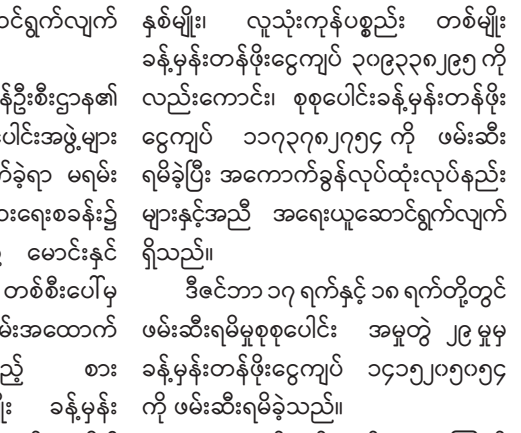 ောင်ရွက်လျက်
န်ဦးစီးဌာန၏
ပေါင်းအဖွဲ့များ
က်ခဲ့ရာ မရမ်း
ားရေးစခန်း၌
မောင်းနှင်
တစ်စီးပေါ်မှ
မ်းအထောက်
ည့် စား
ိုး ခန့်မှန်း
နှစ်မျိုး၊ လူသုံးကုန်ပစ္စည်း တစ်မျိုး
ခန့်မှန်းတန်ဖိုးငွေကျပ် ၃၀၉၃၃၈၂၉၅ ကို
လည်းကောင်း၊ စုစုပေါင်းခန့်မှန်းတန်ဖိုး
ငွေကျပ် ၁၁၇၃၇၈၂၇၅၄ ကို ဖမ်းဆီး
ရမိခဲ့ပြီး အကောက်ခွန်လုပ်ထုံးလုပ်နည်း
များနှင့်အညီ အရေးယူဆောင်ရွက်လျက်
ရှိသည်။
ဒီဇင်ဘာ ၁၇ ရက်နှင့် ၁၈ ရက်တို့တွင်
ဖမ်းဆီးရမိမှုစုစုပေါင်း အမှုတွဲ ၂၉ မှုမှ
ခန့်မှန်းတန်ဖိုးငွေကျပ် ၁၄၁၅၂၀၅၀၅၄
ကို ဖမ်းဆီးရမိခဲ့သည်။